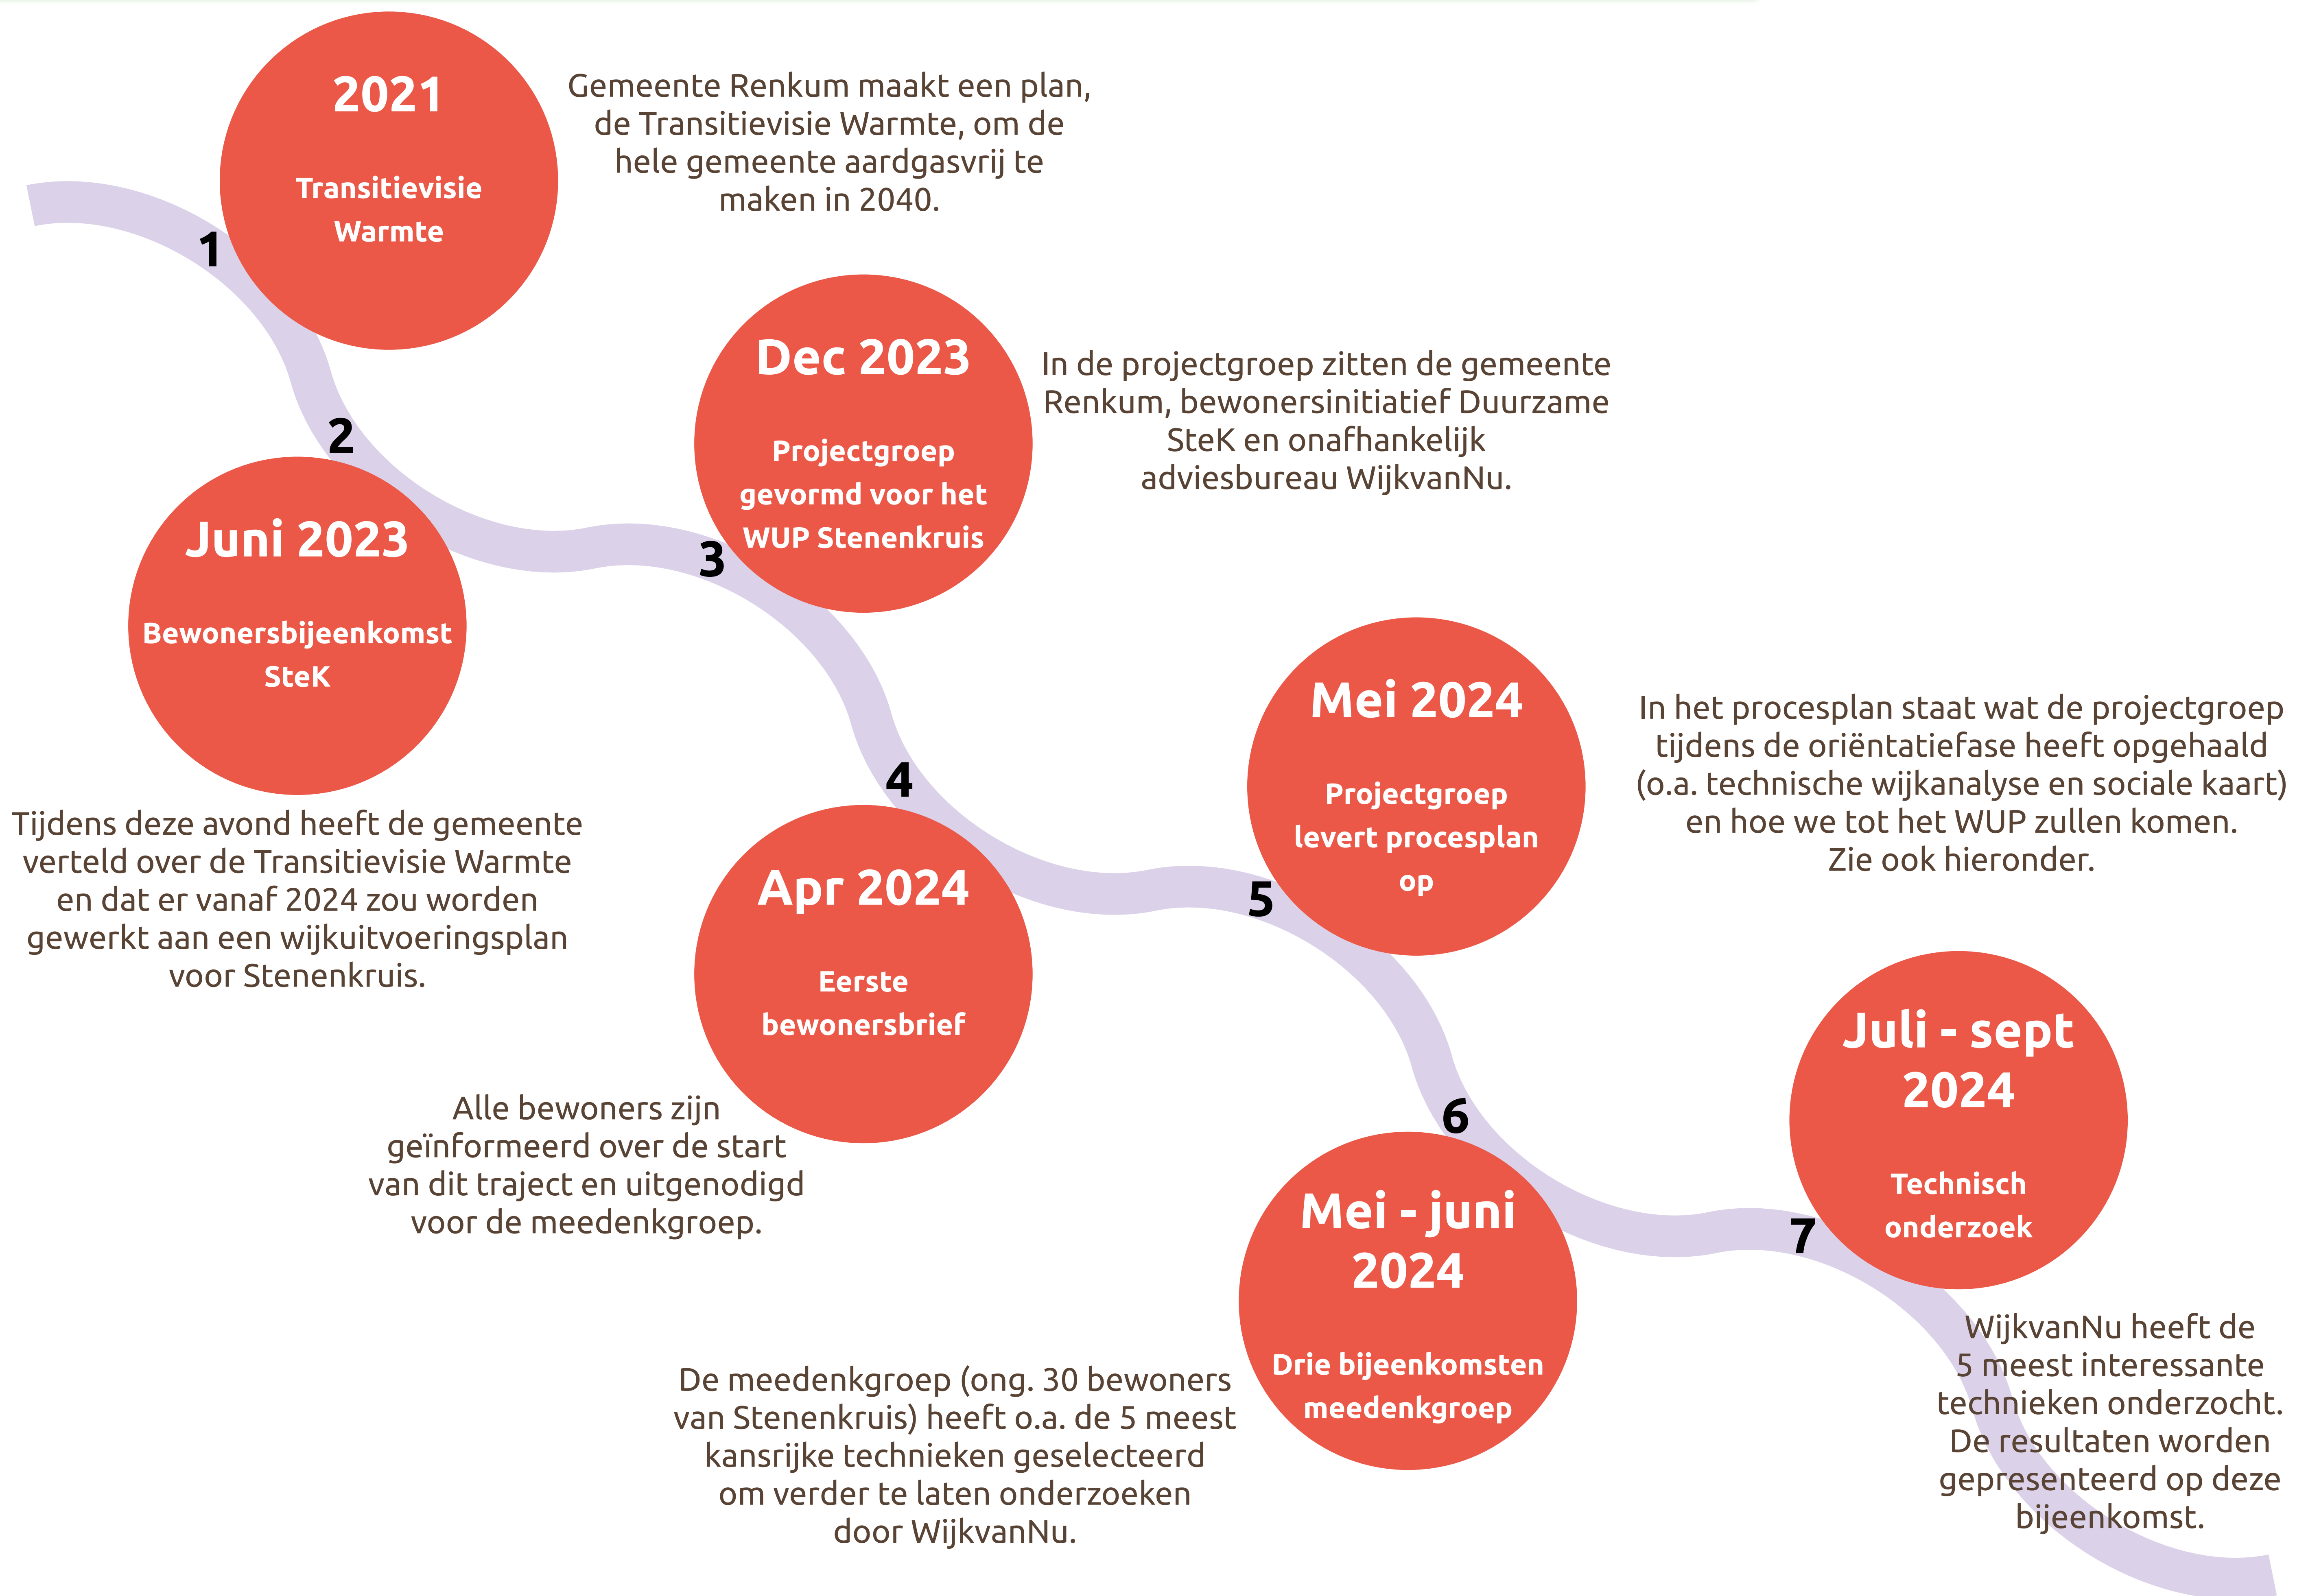 2021
Transitievisie
Warmte
Gemeente Renkum maakt een plan,
de Transitievisie Warmte, om de
hele gemeente aardgasvrij te
maken in 2040.
1
2
Juni 2023
Bewonersbijeenkomst
SteK
Tijdens deze avond heeft de gemeente
verteld over de Transitievisie Warmte
en dat er vanaf 2024 zou worden
gewerkt aan een wijkuitvoeringsplan
voor Stenenkruis.
3
Dec 2023
Projectgroep
gevormd voor het
WUP Stenenkruis
In de projectgroep zitten de gemeente
Renkum, bewonersinitiatief Duurzame
SteK en onafhankelijk
adviesbureau WijkvanNu.
4
Apr 2024
Eerste
bewonersbrief
Alle bewoners zijn
geïnformeerd over de start
van dit traject en uitgenodigd
voor de meedenkgroep.
5
Mei 2024
Projectgroep
levert procesplan
op
In het procesplan staat wat de projectgroep
tijdens de oriëntatiefase heeft opgehaald
(o.a. technische wijkanalyse en sociale kaart)
en hoe we tot het WUP zullen komen.
Zie ook hieronder.
6
Mei - juni
2024
Drie bijeenkomsten
meedenkgroep
De meedenkgroep (ong. 30 bewoners
van Stenenkruis) heeft o.a. de 5 meest
kansrijke technieken geselecteerd
om verder te laten onderzoeken
door WijkvanNu.
7
Juli - sept
2024
Technisch
onderzoek
WijkvanNu heeft de
5 meest interessante
technieken onderzocht.
De resultaten worden
gepresenteerd op deze
bijeenkomst.